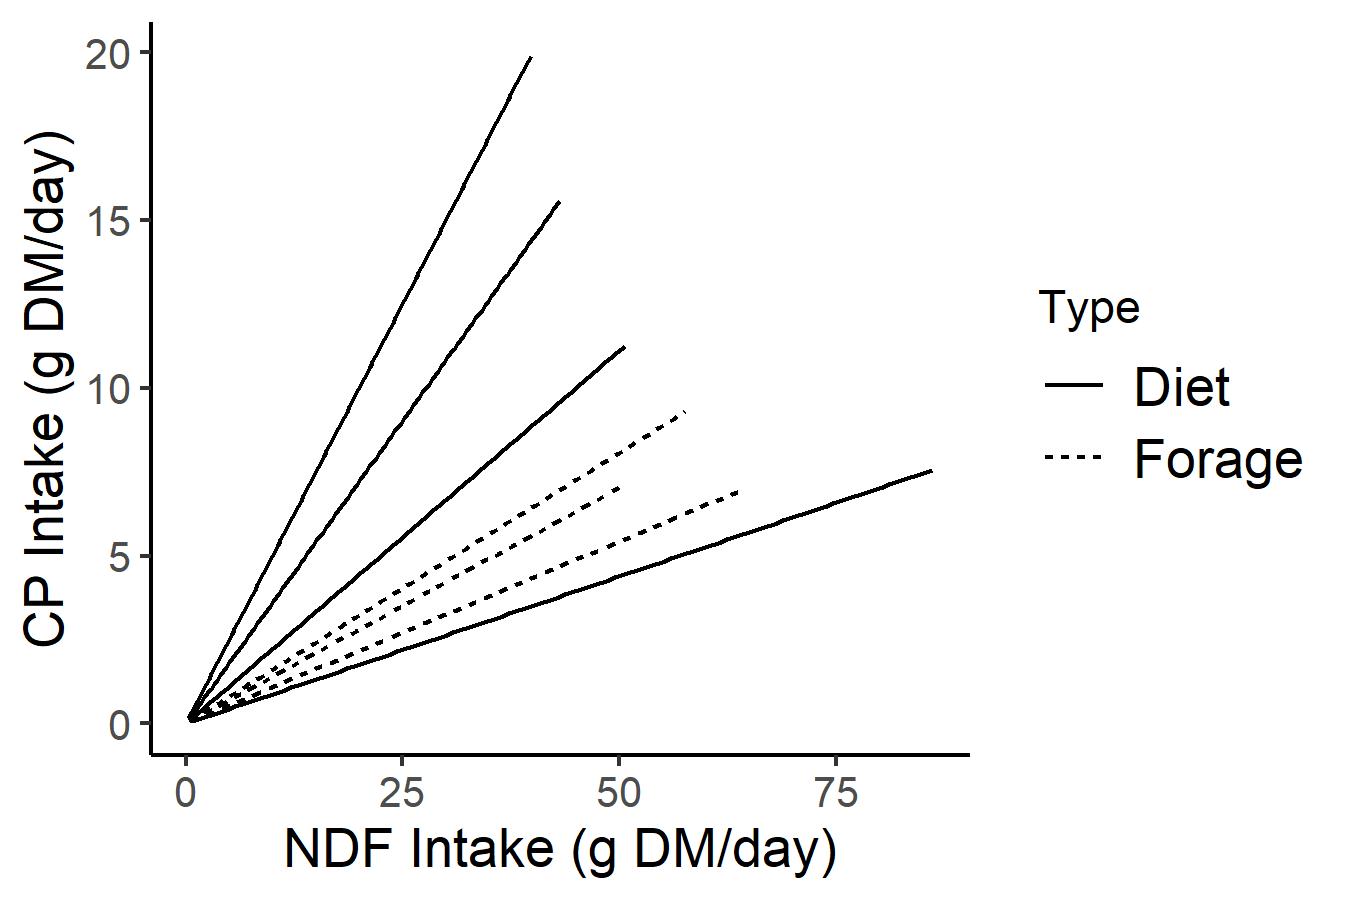 CP Intake (g DM/day)
20
15
10
5
0
0 25 50 75
NDF Intake (g DM/day)
Type
Diet
Forage